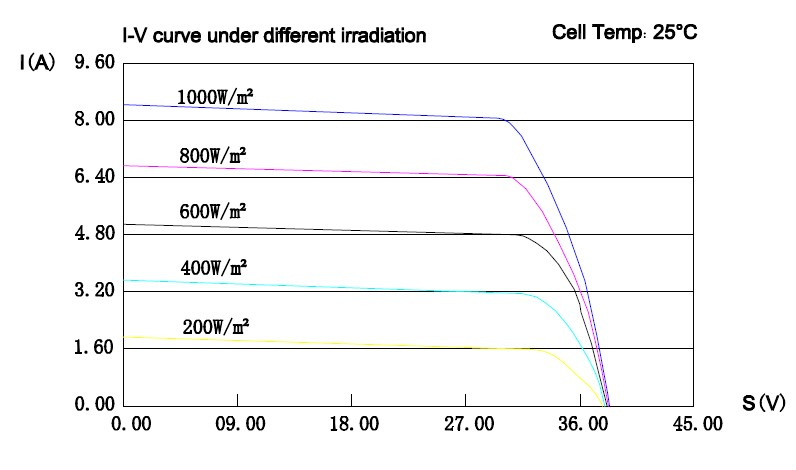 I-V curve under different irradiation
Cell Temp: 25°C
I(A)
9.60
1000W/m²
8.00
800W/m²
6.40
600W/m²
4.80
400W/m²
3.20
200W/m²
1.60
0.00
S(V)
0.00 09.00 18.00 27.00 36.00 45.00